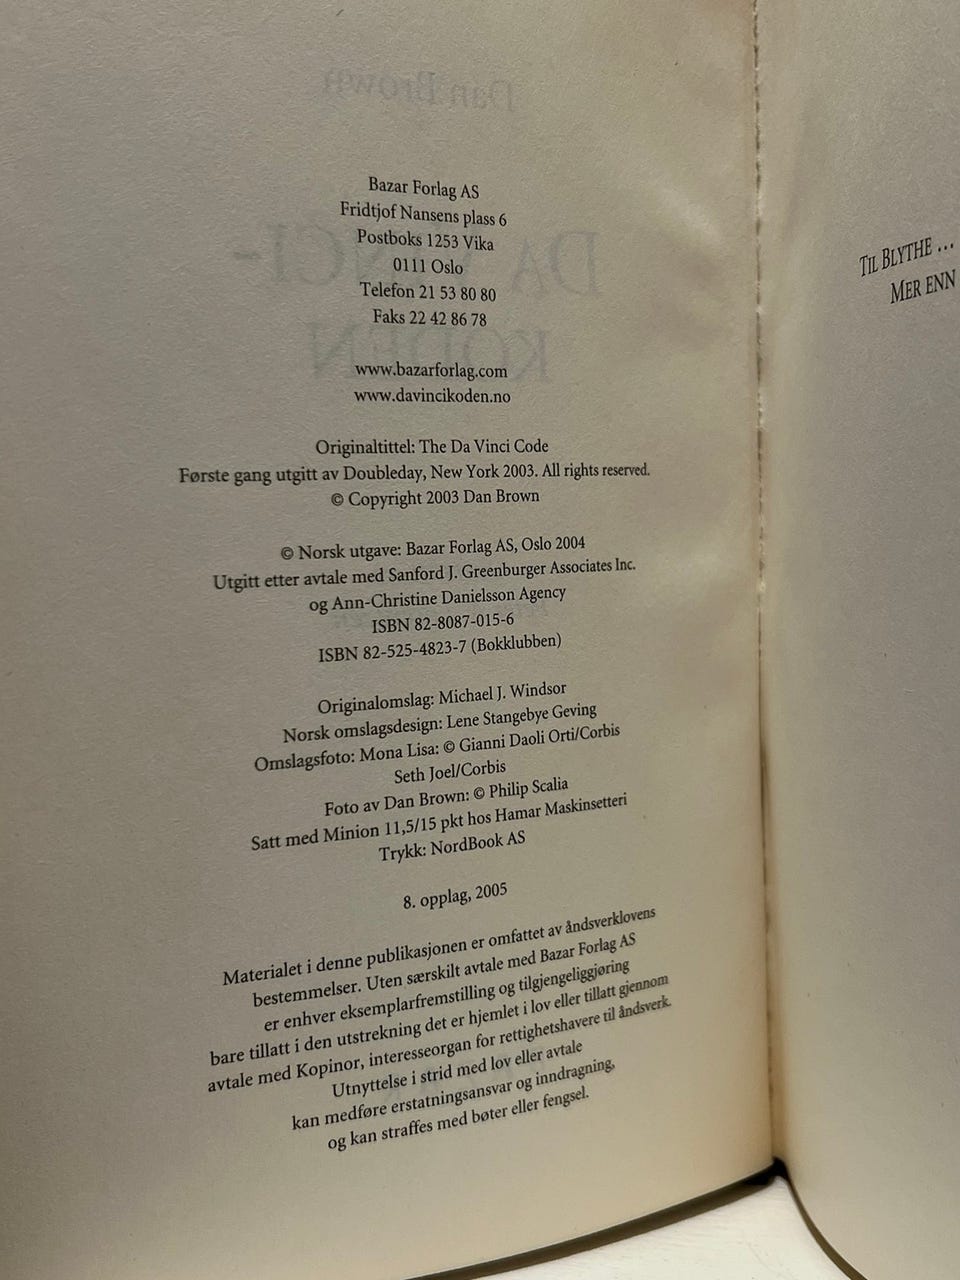 Bazar Forlag AS
Fridtjof Nansens plass 6
Postboks 1253 Vika
0111 Oslo
Telefon 21 53 80 80
Faks 22 42 86 78
www.bazarforlag.com
www.davincikoden.no
Originaltittel: The Da Vinci Code
Første gang utgitt av Doubleday, New York 2003. All rights reserved.
© Copyright 2003 Dan Brown
© Norsk utgave: Bazar Forlag AS, Oslo 2004
Utgitt etter avtale med Sanford J. Greenburger Associates Inc.
og Ann-Christine Danielsson Agency
ISBN 82-8087-015-6
ISBN 82-525-4823-7 (Bokklubben)
Originalomslag: Michael J. Windsor
Norsk omslagsdesign: Lene Stangebye Geving
Omslagsfoto: Mona Lisa: © Gianni Daoli Orti/Corbis
Seth Joel/Corbis
Foto av Dan Brown: © Philip Scalia
Satt med Minion 11,5/15 pkt hos Hamar Maskinsetteri
Trykk: NordBook AS
8. opplag, 2005
Materialet i denne publikasjonen er omfattet av åndsverklovens
bestemmelser. Uten særskilt avtale med Bazar Forlag AS
er enhver eksemplarfremstilling og tilgjengeliggjøring
bare tillatt i den utstrekning det er hjemlet i lov eller tillatt gjennom
avtale med Kopinor, interesseorgan for rettighetshavere til åndsverk.
Utnyttelse i strid med lov eller avtale
kan medføre erstatningsansvar og inndragning,
og kan straffes med bøter eller fengsel.
TIL BLYTHE ...
MER ENN
Dan Brown
DA VINCI-
KODEN